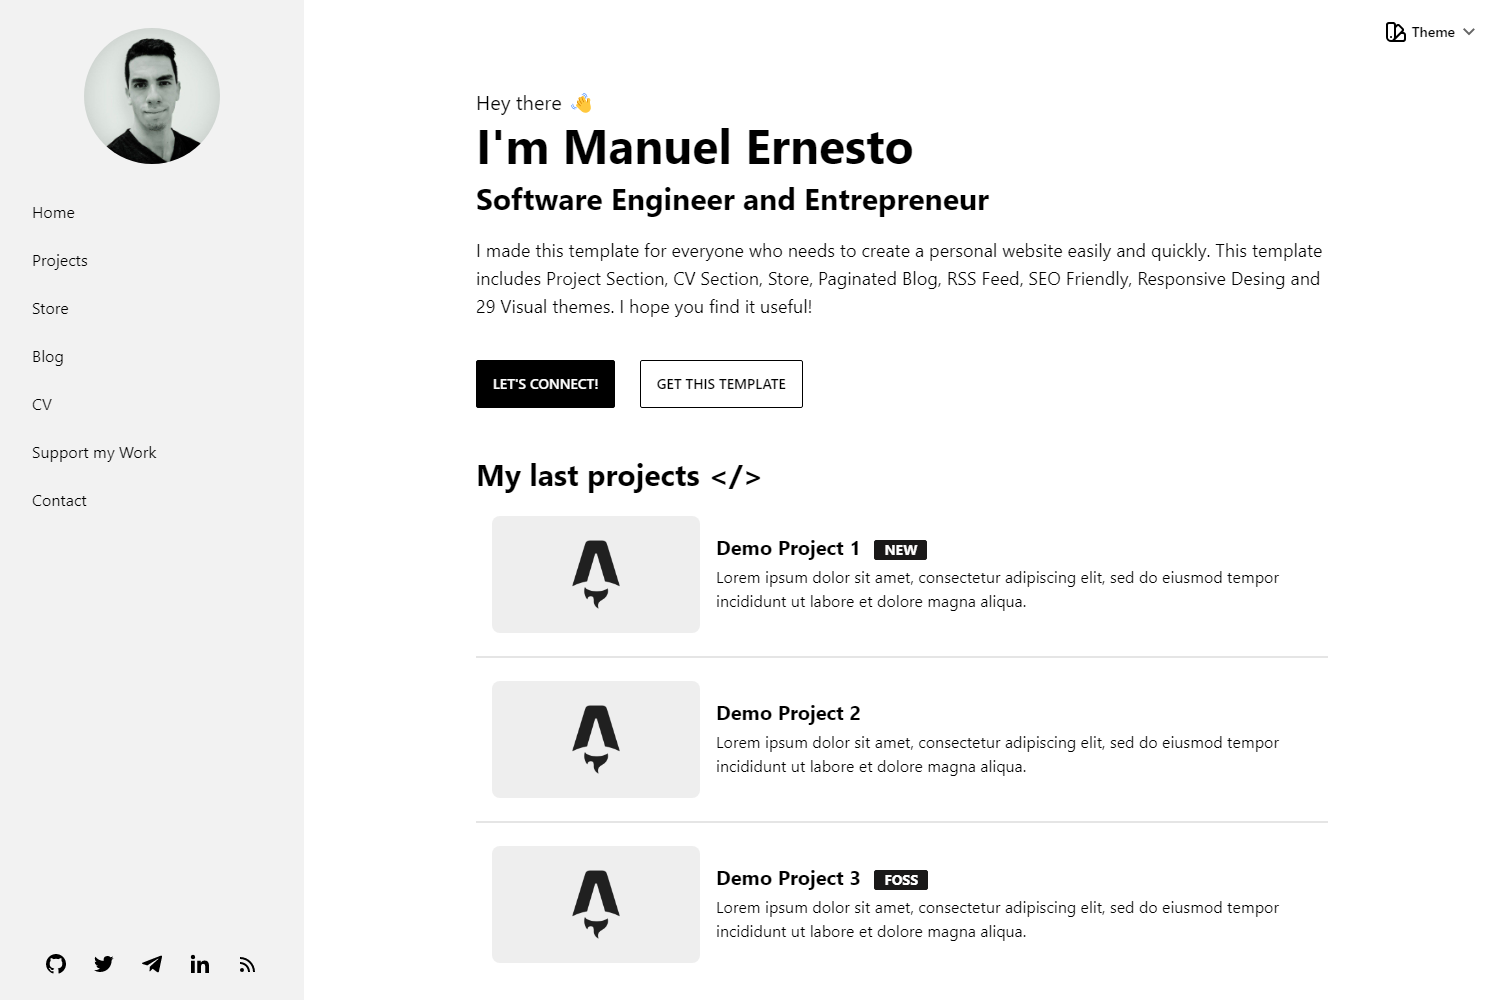 Theme
Home
Projects
Store
Blog
CV
Support my Work
Contact
Hey there 👋
I'm Manuel Ernesto
Software Engineer and Entrepreneur
I made this template for everyone who needs to create a personal website easily and quickly. This template
includes Project Section, CV Section, Store, Paginated Blog, RSS Feed, SEO Friendly, Responsive Desing and
29 Visual themes. I hope you find it useful!
LET'S CONNECT!
GET THIS TEMPLATE
My last projects </>
Demo Project 1 NEW
Lorem ipsum dolor sit amet, consectetur adipiscing elit, sed do eiusmod tempor
incididunt ut labore et dolore magna aliqua.
Demo Project 2
Lorem ipsum dolor sit amet, consectetur adipiscing elit, sed do eiusmod tempor
incididunt ut labore et dolore magna aliqua.
Demo Project 3 FOSS
Lorem ipsum dolor sit amet, consectetur adipiscing elit, sed do eiusmod tempor
incididunt ut labore et dolore magna aliqua.